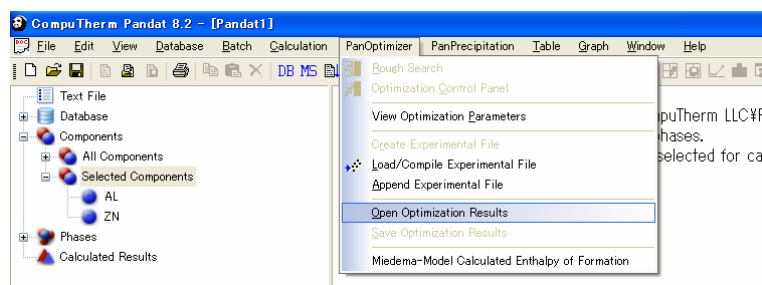 CompuTherm Pandat 8.2 - [Pandat1]
File Edit View Database Batch Calculation PanOptimizer PanPrecipitation Table Graph Window Help
DB MS
Text File
Database
Components
All Components
Selected Components
AL
ZN
Phases
Calculated Results
Rough Search
Optimization Control Panel
View Optimization Parameters
Create Experimental File
Load/Compile Experimental File
Append Experimental File
Open Optimization Results
Save Optimization Results
Miedema-Model Calculated Enthalpy of Formation
puTherm LLC¥
hases.
selected for ca